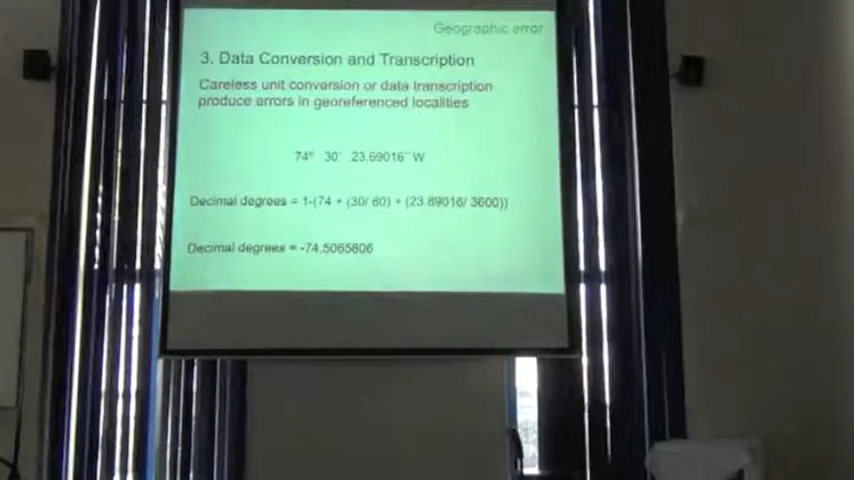 Geographic error
3. Data Conversion and Transcription
Careless unit conversion or data transcription
produce errors in georeferenced localities
74° 30' 23.69016'' W
Decimal degrees = 1-(74 + (30/ 60) + (23.69016/ 3600))
Decimal degrees = -74.5065806